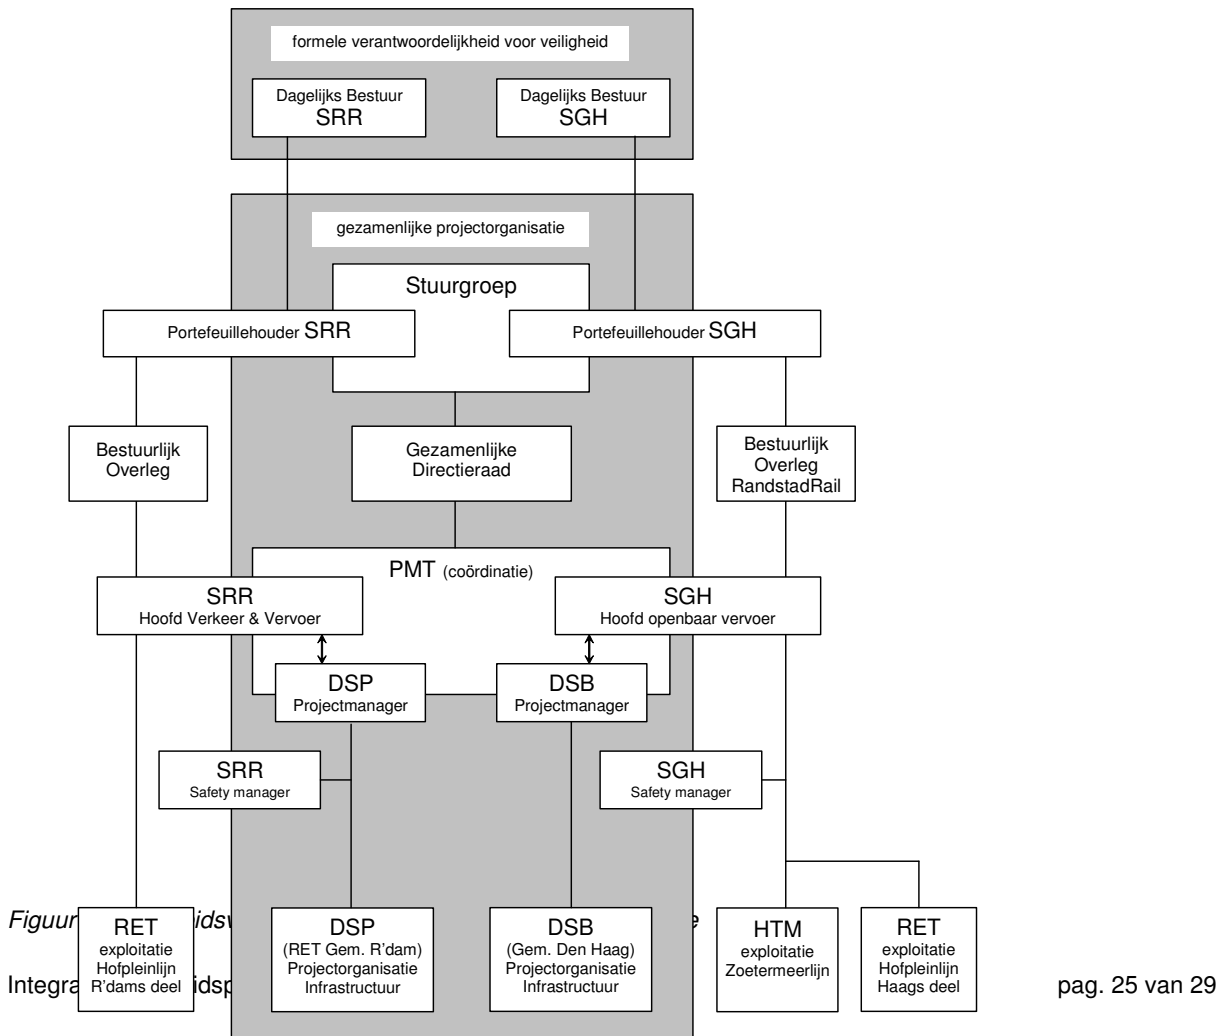 formele verantwoordelijkheid voor veiligheid
Dagelijks Bestuur
SRR
Dagelijks Bestuur
SGH
gezamenlijke projectorganisatie
Stuurgroep
Portefeuillehouder SRR
Portefeuillehouder SGH
Bestuurlijk
Overleg
Gezamenlijke
Directieraad
Bestuurlijk
Overleg
RandstadRail
PMT (coördinatie)
SRR
Hoofd Verkeer & Vervoer
SGH
Hoofd openbaar vervoer
DSP
Projectmanager
DSB
Projectmanager
SRR
Safety manager
SGH
Safety manager
RET
exploitatie
Hofpleinlijn
R'dams deel
DSP
(RET Gem. R'dam)
Projectorganisatie
Infrastructuur
DSB
(Gem. Den Haag)
Projectorganisatie
Infrastructuur
HTM
exploitatie
Zoetermeerlijn
RET
exploitatie
Hofpleinlijn
Haags deel
Figuur
pag. 25 van 29